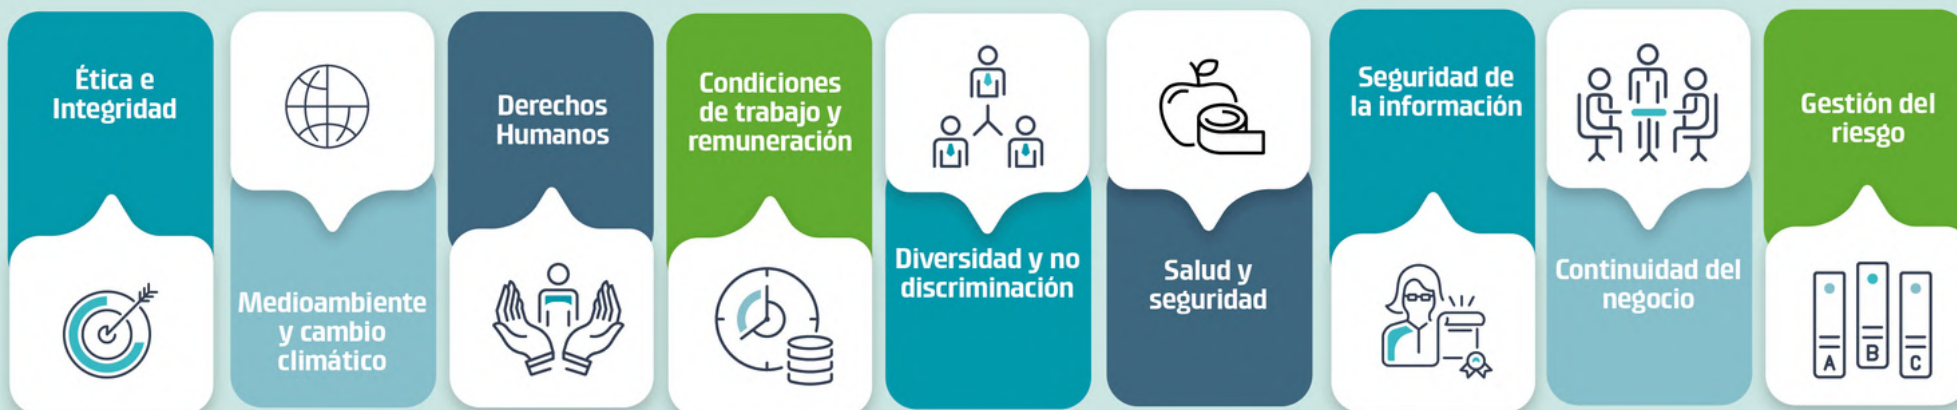 Ética e
Integridad
Medioambiente
y cambio
climático
Derechos
Humanos
Condiciones
de trabajo y
remuneración
Diversidad y no
discriminación
Salud y
seguridad
Seguridad de
la información
Continuidad del
negocio
Gestión del
riesgo
A
B
C